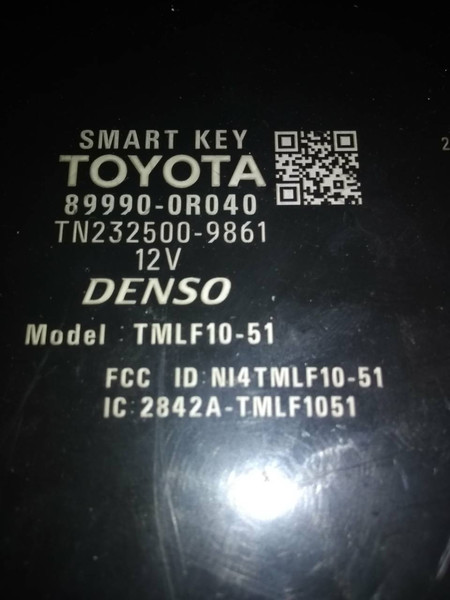 SMART KEY
TOYOTA
89990-0R040
TN232500-9861
12V
DENSO
Model TMLF10-51
FCC ID:NI4TMLF10-51
IC:2842A-TMLF1051
2